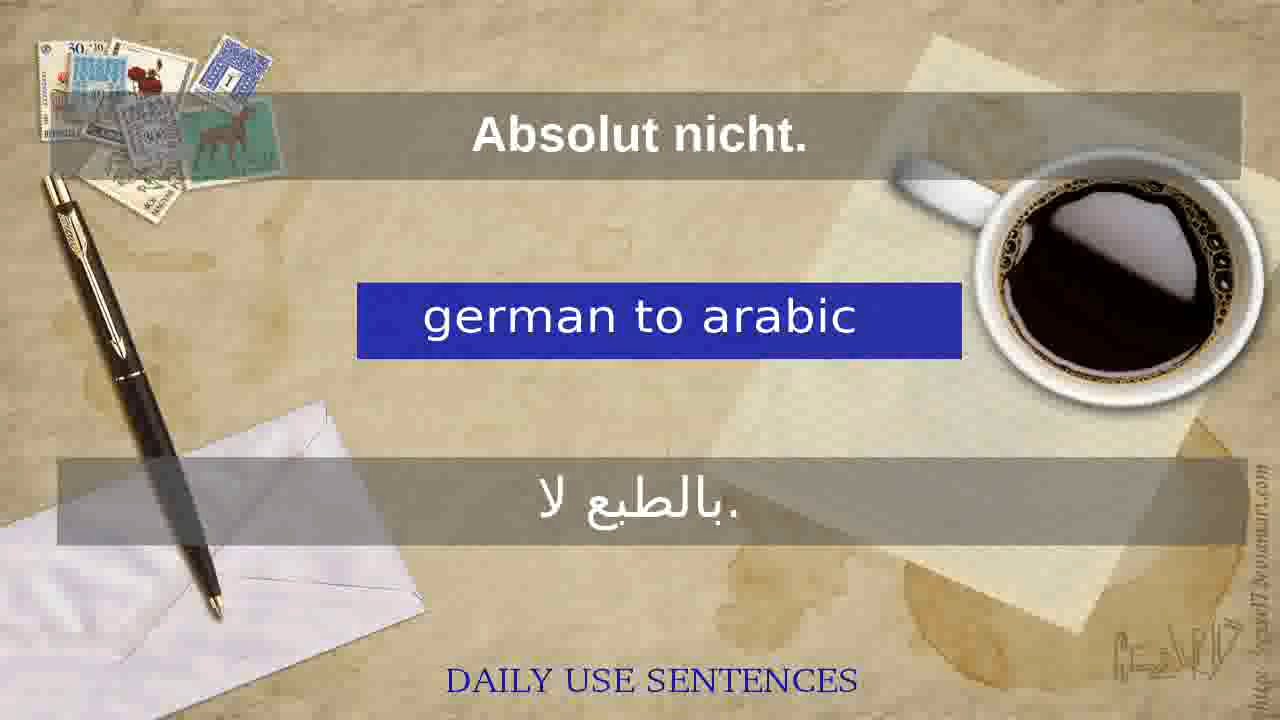 Absolut nicht.
german to arabic
بالطبع لا.
DAILY USE SENTENCES